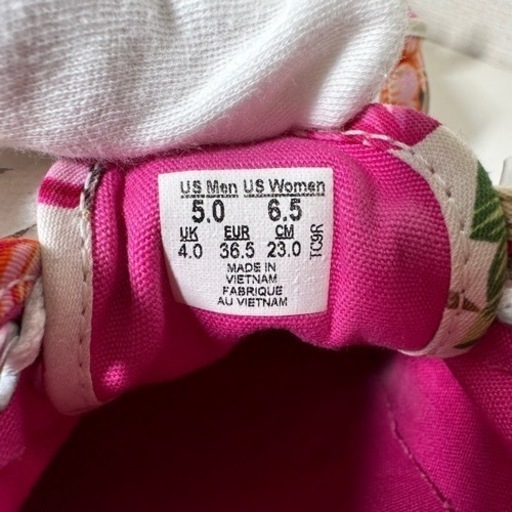 US Men US Women
5.0 6.5
UK EUR CM
4.0 36.5 23.0
TC9R
MADE IN
VIETNAM
FABRIQUE
AU VIETNAM